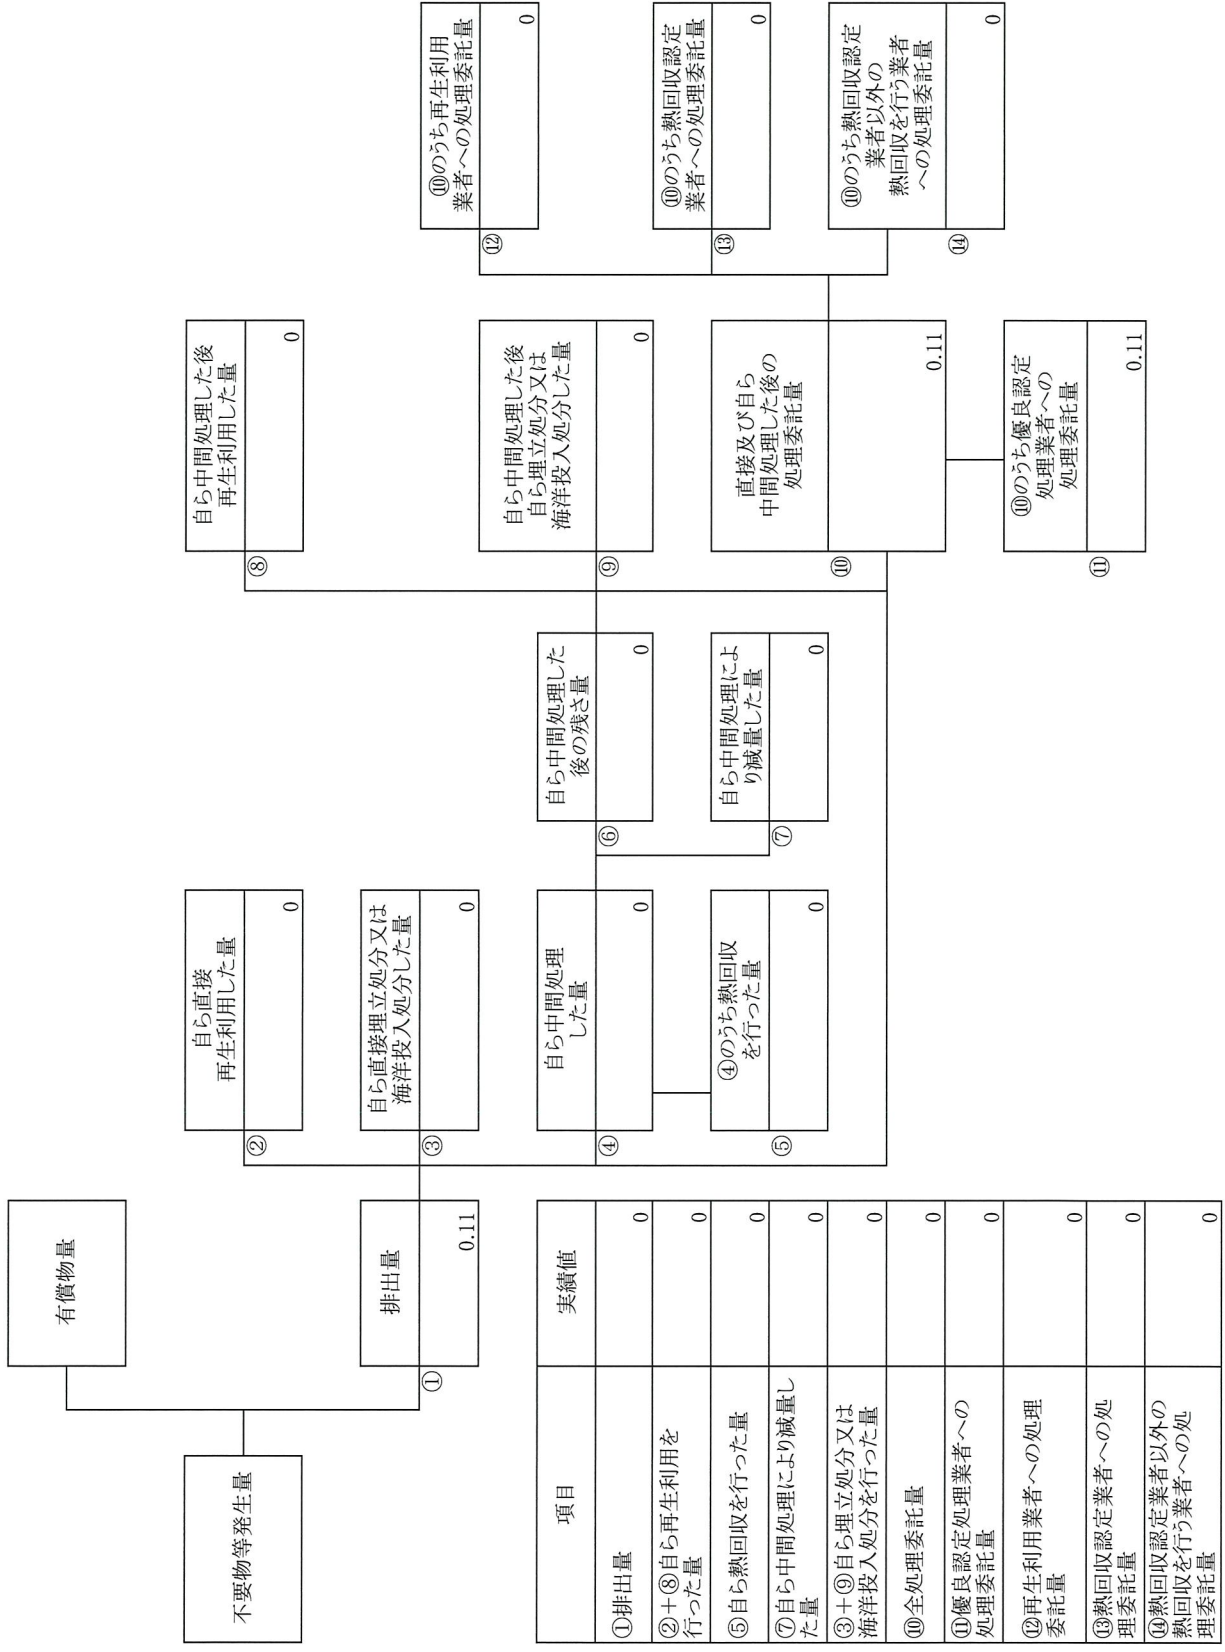 有償物量
不要物等発生量
排出量
①
0.11
自ら直接
再生利用した量
②
0
自ら直接埋立処分又は
海洋投入処分した量
③
0
自ら中間処理
した量
④
0
④のうち熱回収
を行った量
⑤
0
自ら中間処理した
後の残さ量
⑥
0
自ら中間処理によ
り減量した量
⑦
0
自ら中間処理した後
再生利用した量
⑧
0
自ら中間処理した後
自ら埋立処分又は
海洋投入処分した量
⑨
0
直接及び自ら
中間処理した後の
処理委託量
⑩
0.11
⑩のうち優良認定
処理業者への
処理委託量
⑪
0.11
⑩のうち再生利用
業者への処理委託量
⑫
0
⑩のうち熱回収認定
業者への処理委託量
⑬
0
⑩のうち熱回収認定
業者以外の
熱回収を行う業者
への処理委託量
⑭
0
項目 実績値
①排出量 0
②+⑧自ら再生利用を
行った量 0
⑤自ら熱回収を行った量 0
⑦自ら中間処理により減量し
た量 0
③+⑨自ら埋立処分又は
海洋投入処分を行った量 0
⑩全処理委託量 0
⑪優良認定処理業者への
処理委託量 0
⑫再生利用業者への処理
委託量 0
⑬熱回収認定業者への処
理委託量 0
⑭熱回収認定業者以外の
熱回収を行う業者への処
理委託量 0